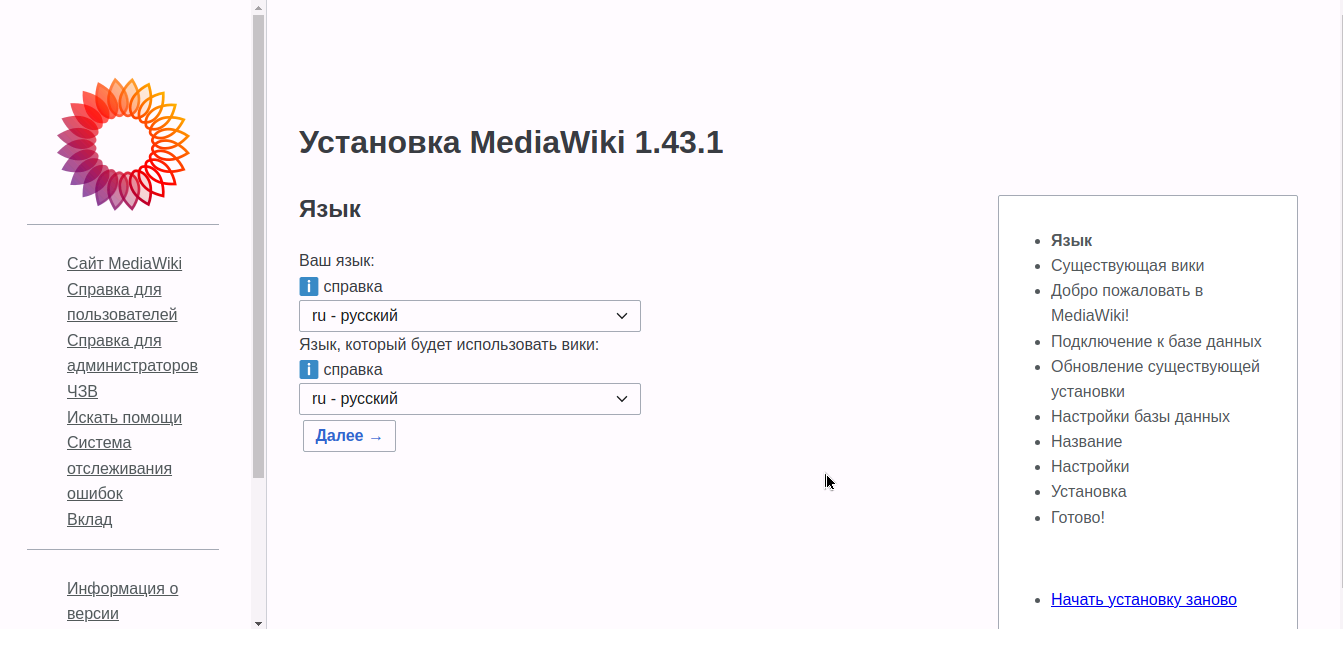 Сайт MediaWiki
Справка для
пользователей
Справка для
администраторов
ЧЗВ
Искать помощи
Система
отслеживания
ошибок
Вклад
Информация о
версии
Установка MediaWiki 1.43.1
Язык
Ваш язык:
i справка
ru - русский
Язык, который будет использовать вики:
i справка
ru - русский
Далее →
Язык
Существующая вики
Добро пожаловать в
MediaWiki!
Подключение к базе данных
Обновление существующей
установки
Настройки базы данных
Название
Настройки
Установка
Готово!
Начать установку заново